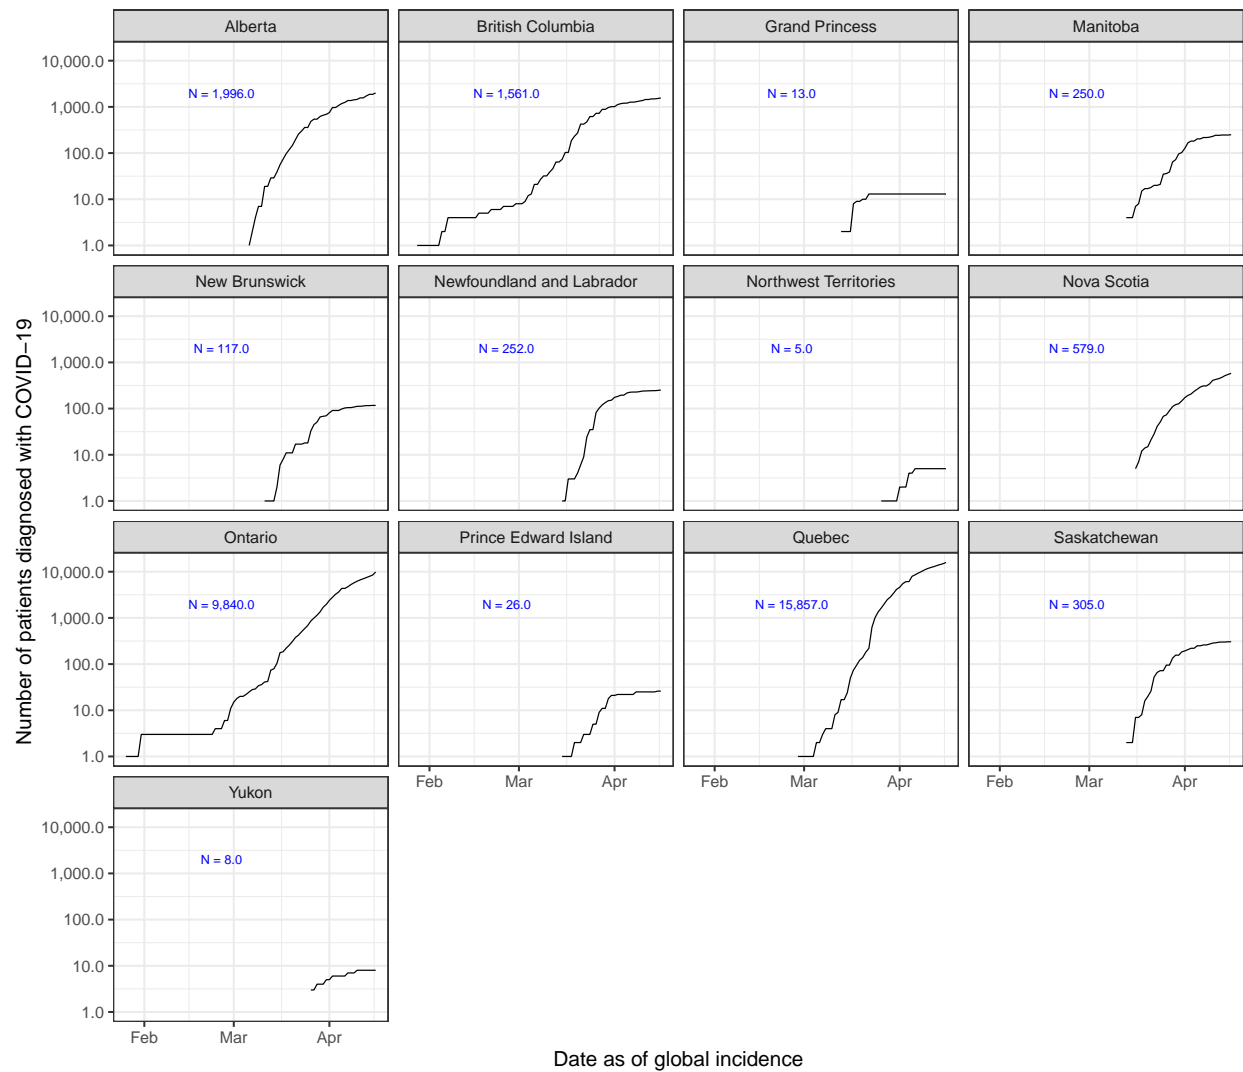 Alberta
British Columbia
Grand Princess
Manitoba
10,000.0
1,000.0
100.0
10.0
1.0
N = 1,996.0
N = 1,561.0
N = 13.0
N = 250.0
New Brunswick
Newfoundland and Labrador
Northwest Territories
Nova Scotia
10,000.0
1,000.0
100.0
10.0
1.0
N = 117.0
N = 252.0
N = 5.0
N = 579.0
Ontario
Prince Edward Island
Quebec
Saskatchewan
10,000.0
1,000.0
100.0
10.0
1.0
N = 9,840.0
N = 26.0
N = 15,857.0
N = 305.0
Feb Mar Apr
Feb Mar Apr
Feb Mar Apr
Yukon
10,000.0
1,000.0
100.0
10.0
1.0
N = 8.0
Feb Mar Apr
Number of patients diagnosed with COVID−19
Date as of global incidence